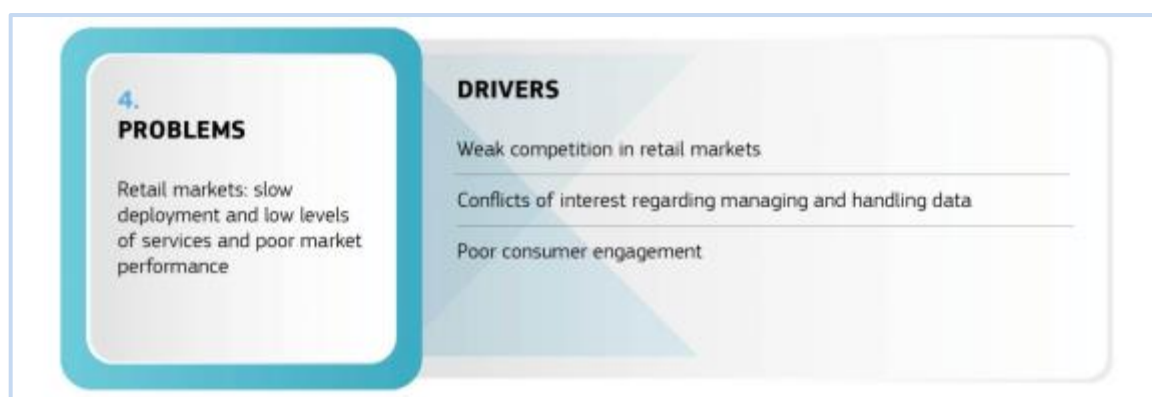 4.
PROBLEMS
Retail markets: slow
deployment and low levels
of services and poor market
performance
DRIVERS
Weak competition in retail markets
Conflicts of interest regarding managing and handling data
Poor consumer engagement